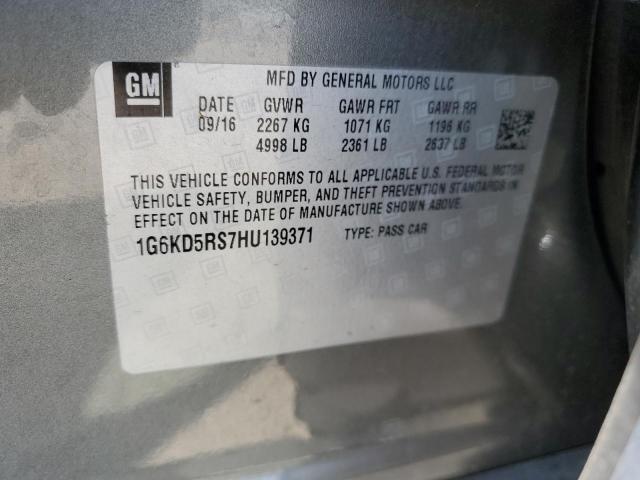 GM
MFD BY GENERAL MOTORS LLC
DATE GVWR GAWR FRT GAWR RR
09/16 2267 KG 1071 KG 1196 KG
4998 LB 2361 LB 2637 LB
THIS VEHICLE CONFORMS TO ALL APPLICABLE U.S. FEDERAL MOTOR
VEHICLE SAFETY, BUMPER, AND THEFT PREVENTION STANDARDS IN
EFFECT ON THE DATE OF MANUFACTURE SHOWN ABOVE.
1G6KD5RS7HU139371 TYPE: PASS CAR